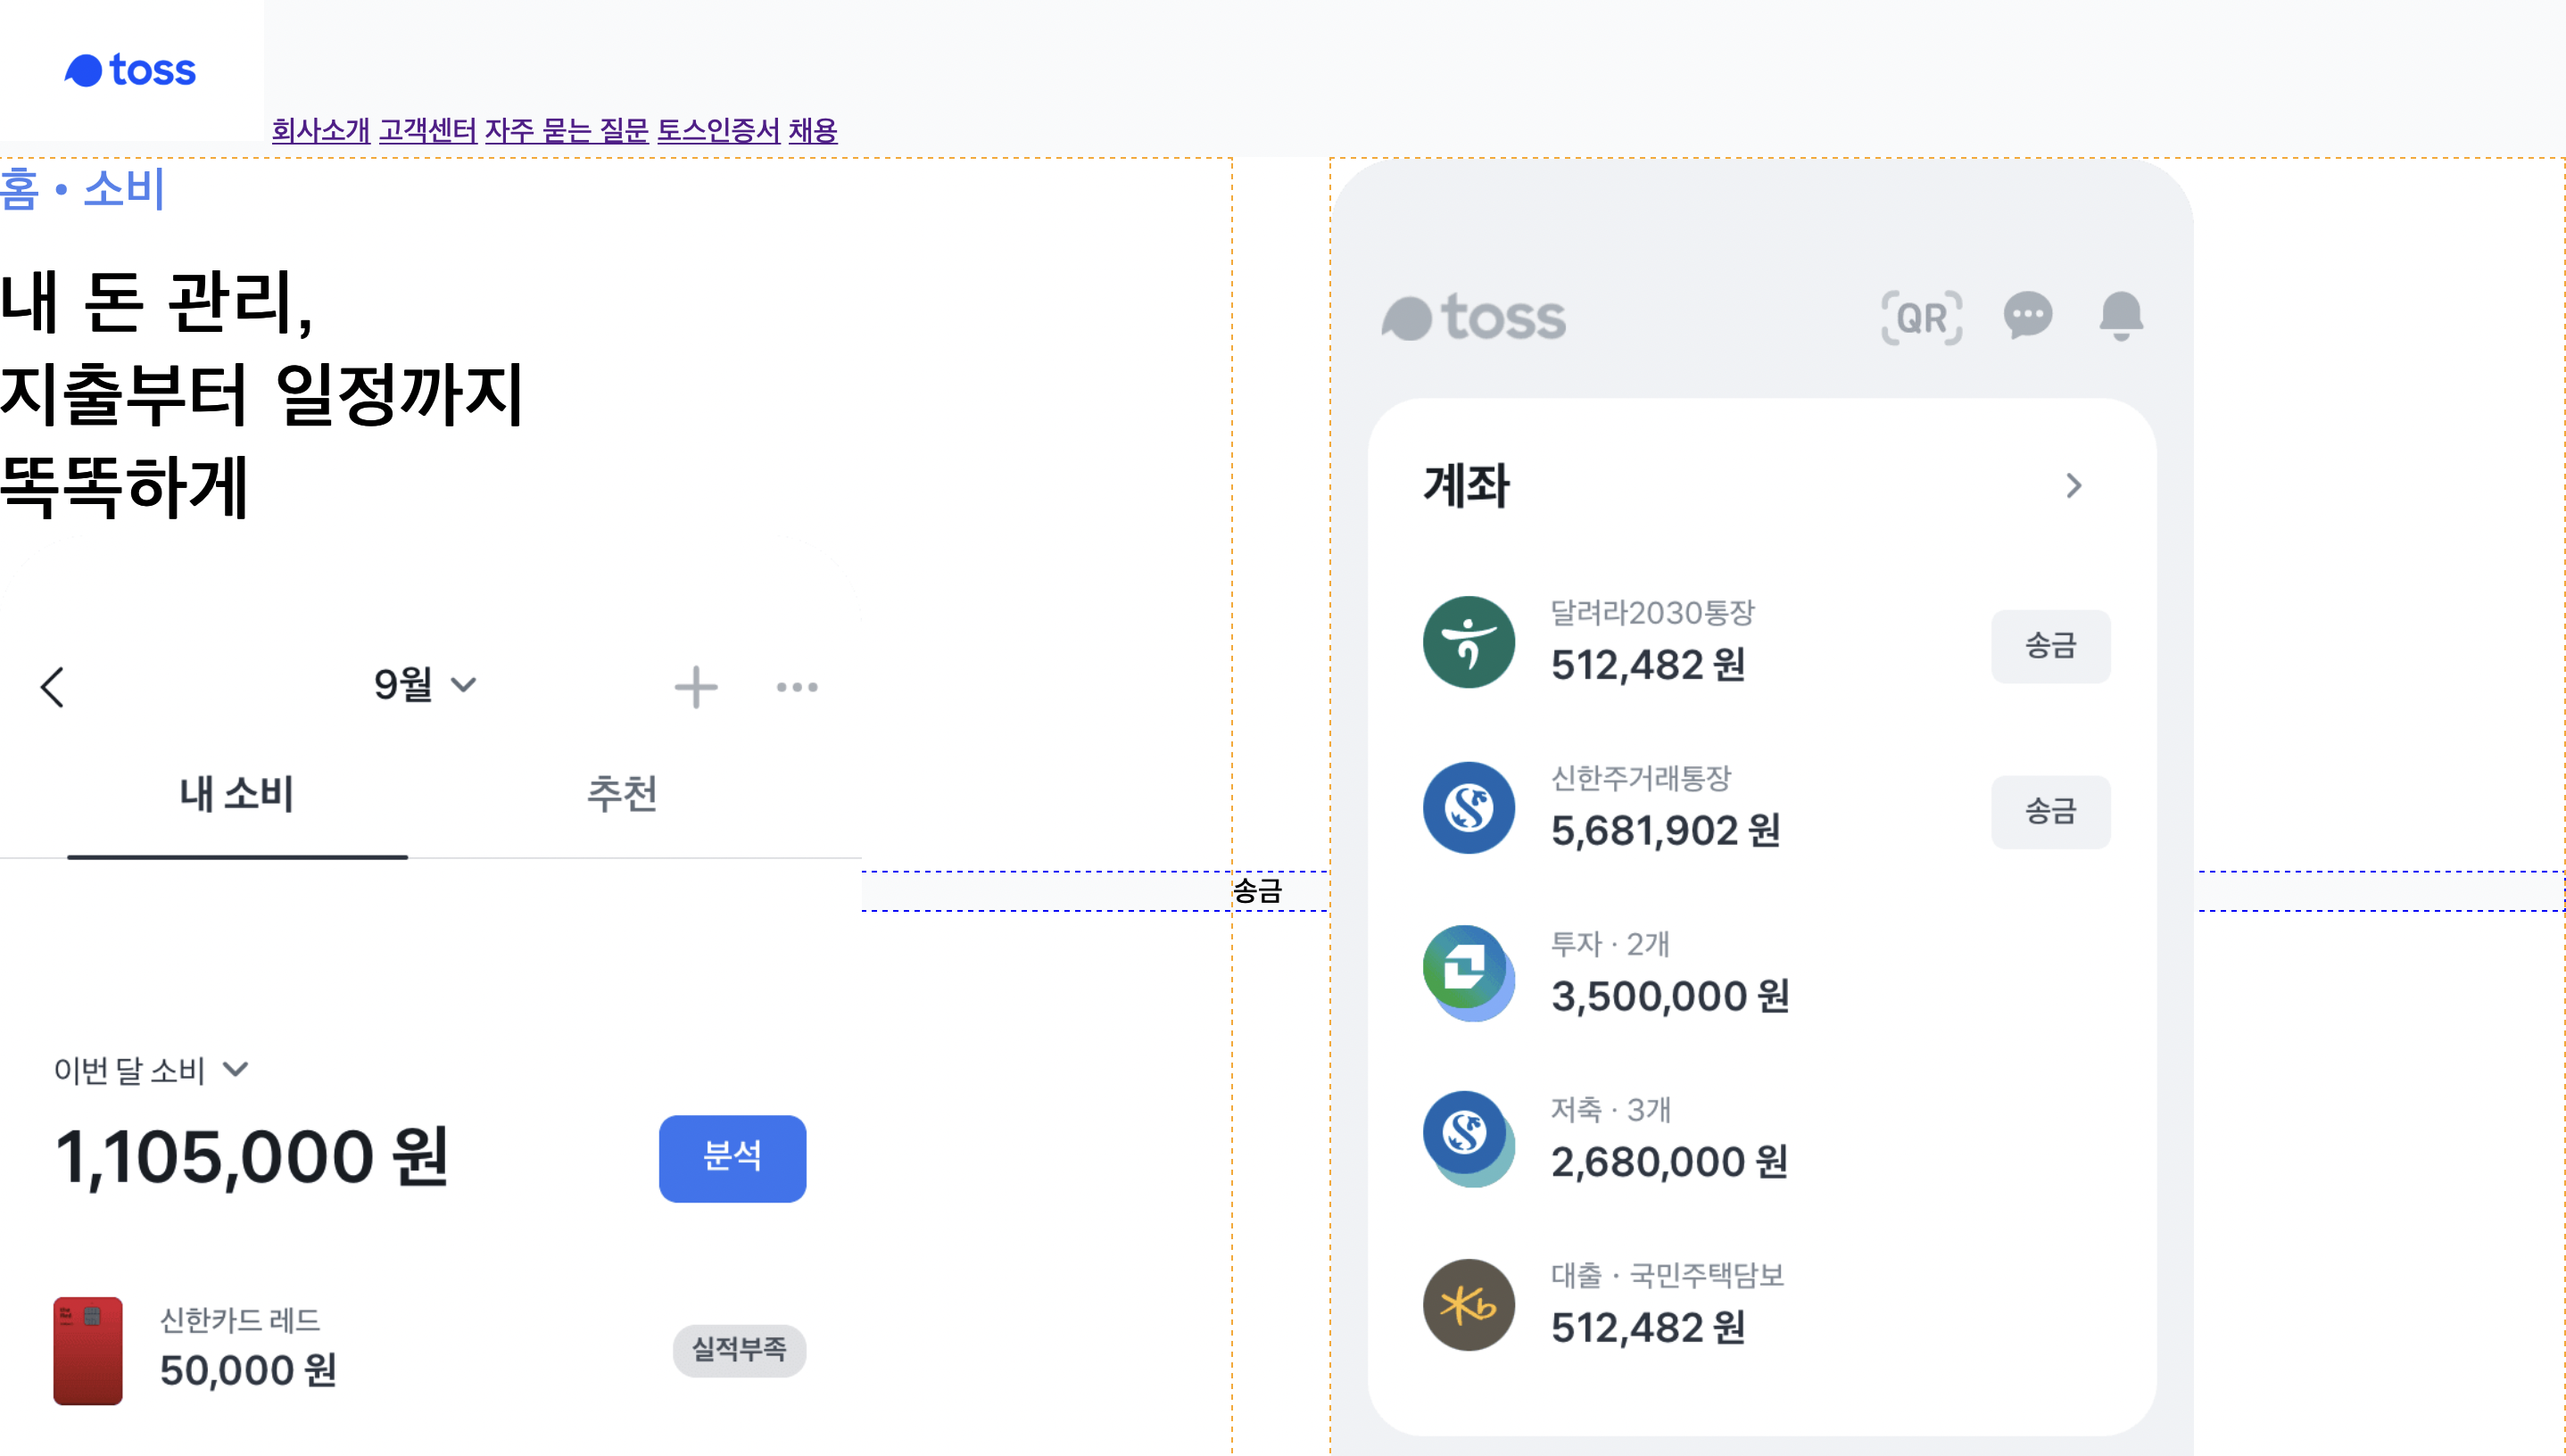 toss
회사소개 고객센터 자주 묻는 질문 토스인증서 채용
홈 • 소비
내 돈 관리,
지출부터 일정까지
똑똑하게
9월
내 소비 추천
이번 달 소비
1,105,000 원
분석
신한카드 레드
50,000 원
실적부족
송금
toss
QR
계좌
달려라2030통장
512,482 원
송금
신한주거래통장
5,681,902 원
송금
투자 · 2개
3,500,000 원
저축 · 3개
2,680,000 원
대출 · 국민주택담보
512,482 원